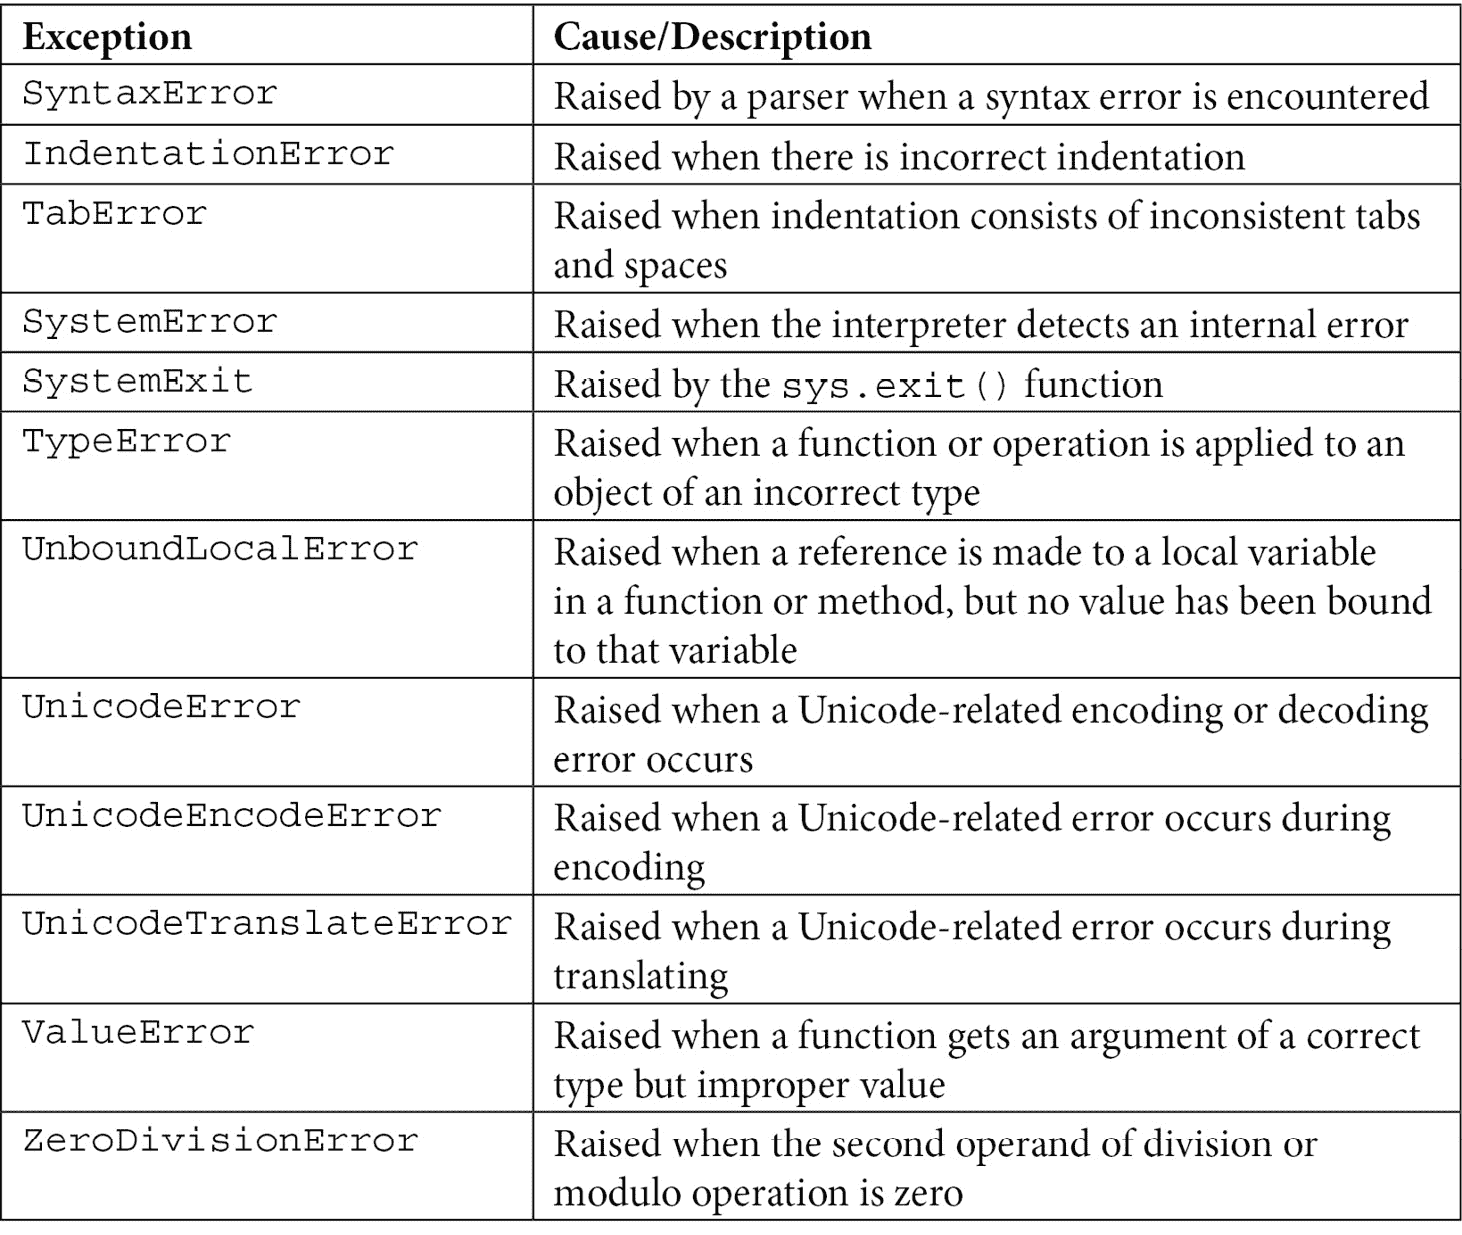 Exception Cause/Description
SyntaxError Raised by a parser when a syntax error is encountered
IndentationError Raised when there is incorrect indentation
TabError Raised when indentation consists of inconsistent tabs
and spaces
SystemError Raised when the interpreter detects an internal error
SystemExit Raised by the sys.exit() function
TypeError Raised when a function or operation is applied to an
object of an incorrect type
UnboundLocalError Raised when a reference is made to a local variable
in a function or method, but no value has been bound
to that variable
UnicodeError Raised when a Unicode-related encoding or decoding
error occurs
UnicodeEncodeError Raised when a Unicode-related error occurs during
encoding
UnicodeTranslateError Raised when a Unicode-related error occurs during
translating
ValueError Raised when a function gets an argument of a correct
type but improper value
ZeroDivisionError Raised when the second operand of division or
modulo operation is zero